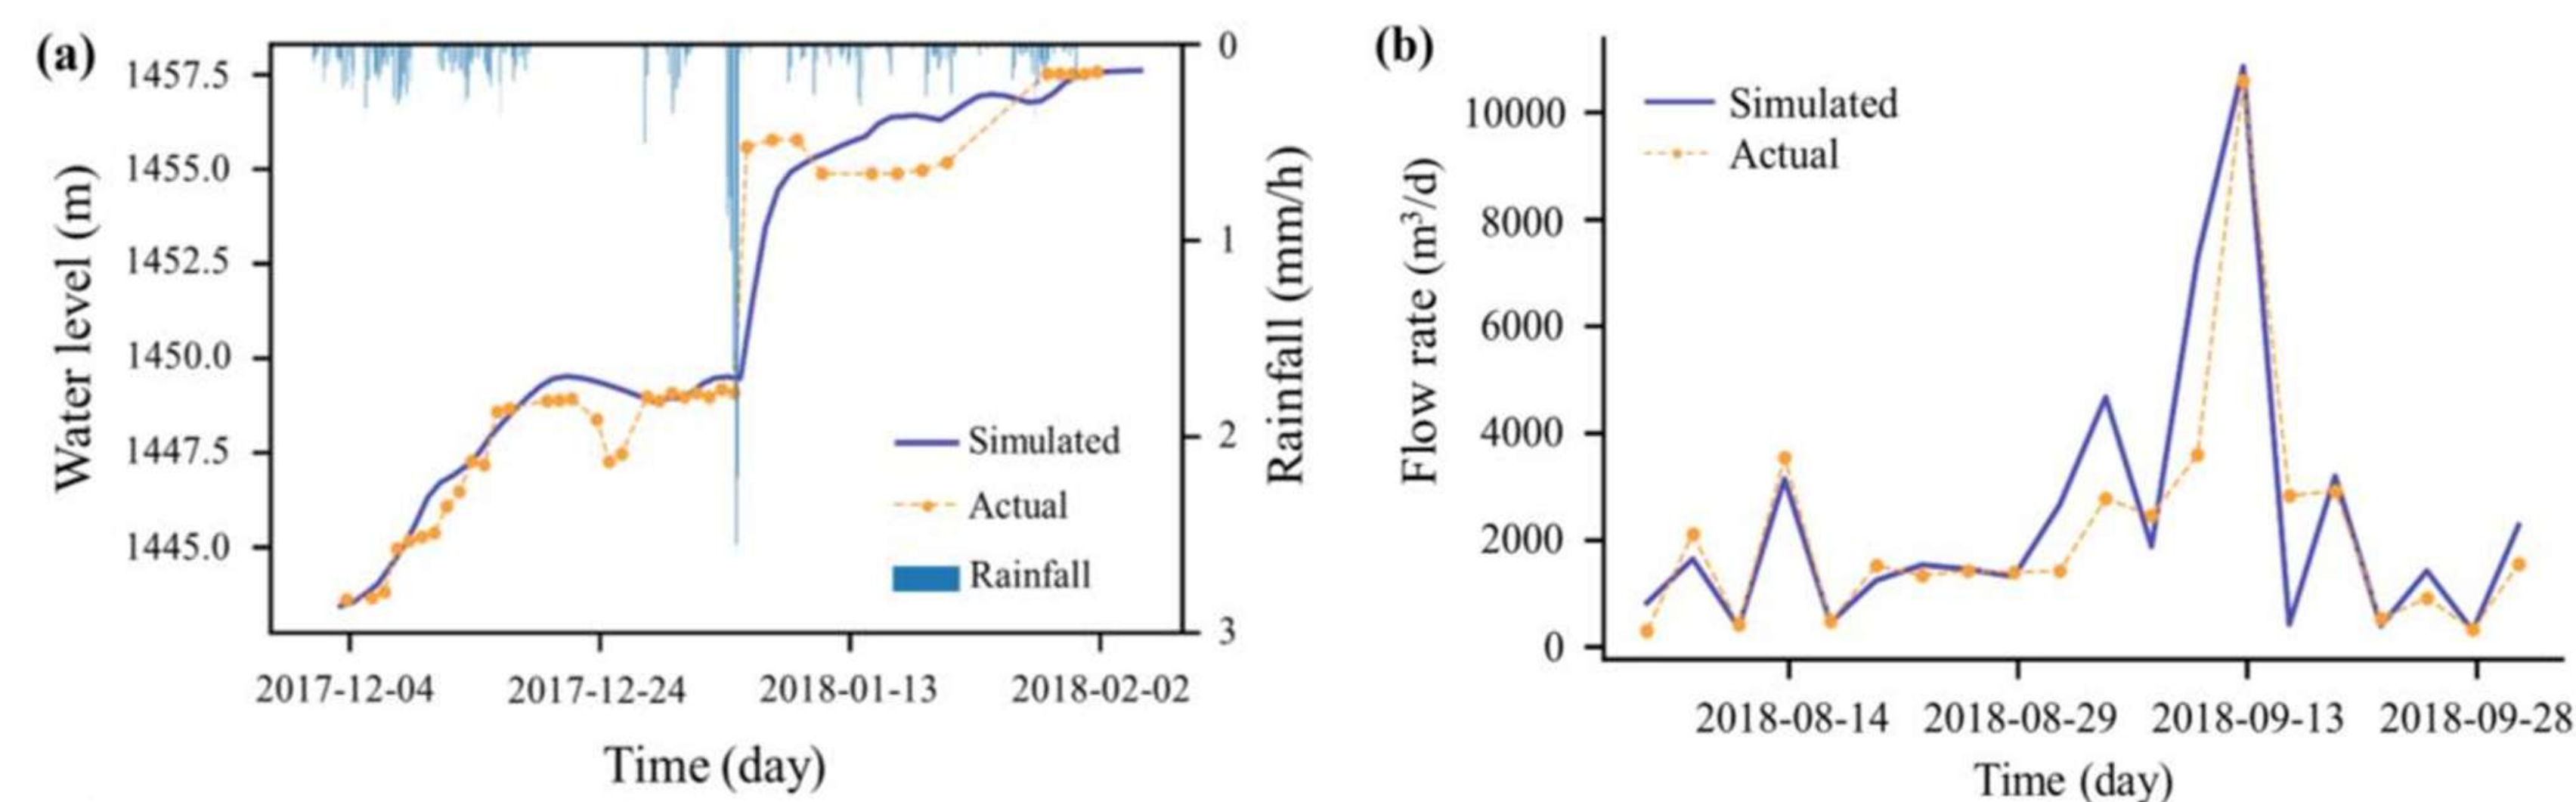 (a)
Water level (m)
1457.5
1455.0
1452.5
1450.0
1447.5
1445.0
Simulated
Actual
Rainfall
0
1
2
3
Rainfall (mm/h)
2017-12-04 2017-12-24 2018-01-13 2018-02-02
Time (day)
(b)
Flow rate (m³/d)
10000
8000
6000
4000
2000
0
Simulated
Actual
2018-08-14 2018-08-29 2018-09-13 2018-09-28
Time (day)